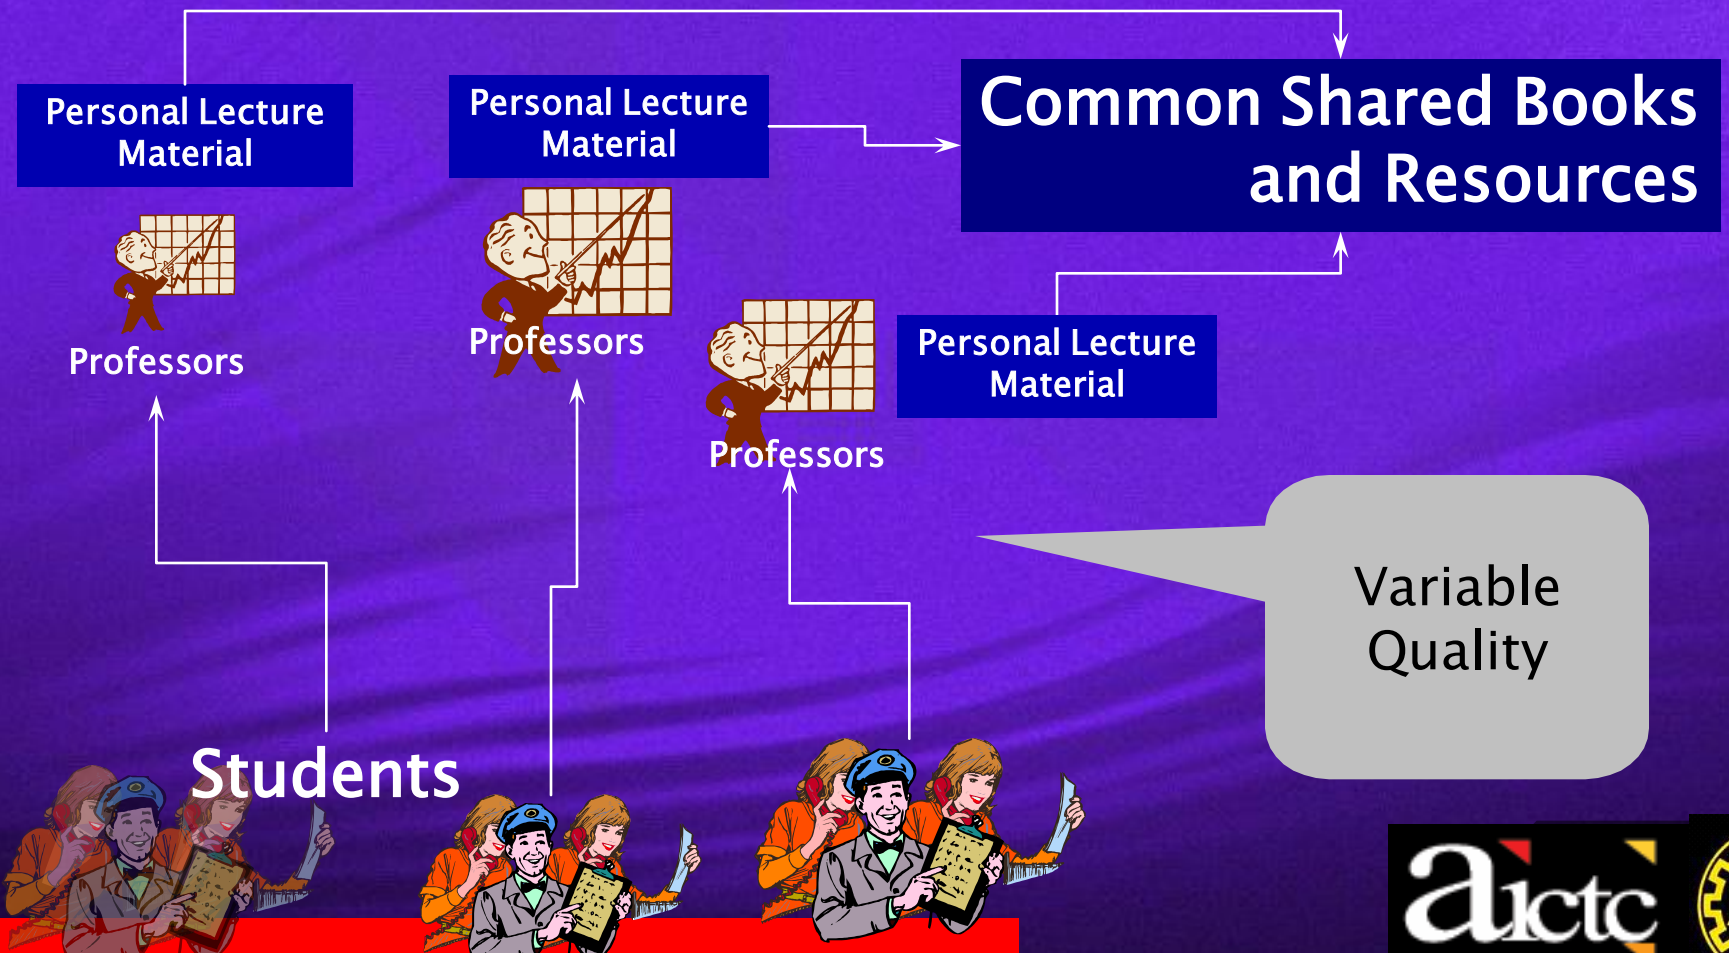 Personal Lecture
Material
Personal Lecture
Material
Common Shared Books
and Resources
Professors
Professors
Personal Lecture
Material
Professors
Variable
Quality
Students
aictc